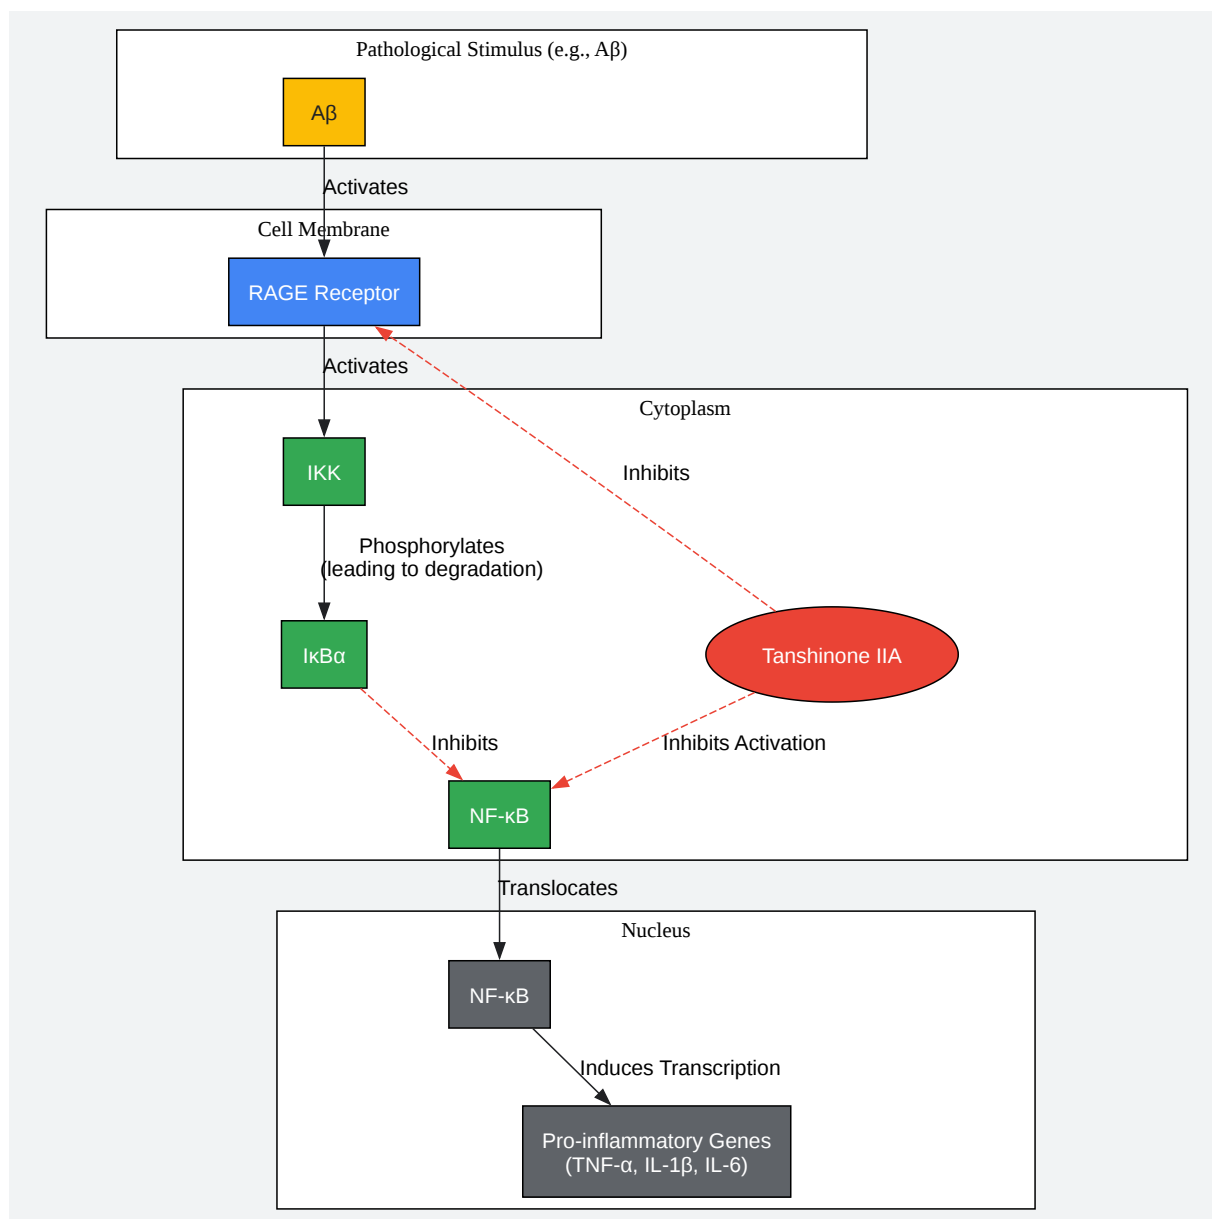 Pathological Stimulus (e.g., Aβ)
Aβ
Activates
Cell Membrane
RAGE Receptor
Activates
Cytoplasm
IKK
Inhibits
Phosphorylates
(leading to degradation)
IκBα
Tanshinone IIA
Inhibits
Inhibits Activation
NF-κB
Translocates
Nucleus
NF-κB
Induces Transcription
Pro-inflammatory Genes
(TNF-α, IL-1β, IL-6)